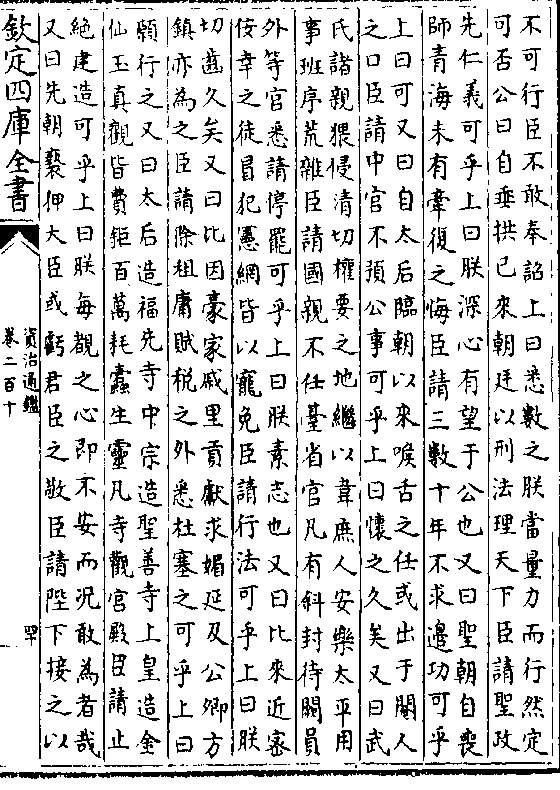 不可行臣不敢奉詔上曰悉數之朕當量力而行然定
可否公曰自垂拱已來朝廷以刑法理天下臣請聖政
先仁義可乎上曰朕深心有望于公也又曰聖朝自喪
師青海未有牽復之悔臣請三數十年不求邊功可乎
上曰可又曰自太后臨朝以來喉舌之任或出于閹人
之口臣請中官不預公事可乎上曰懷之久矣又曰武
氏諸親猥侵清切權要之地繼以韋庶人安樂太平用
事班序荒雜臣請國親不任臺省官凡有斜封待闕員
外等官悉請停罷可乎上曰朕素志也又曰比來近密
佞幸之徒冒犯憲網皆以寵免臣請行法可乎上曰朕
切齒久矣又曰比因豪家戚里貢獻求媚延及公卿方
鎮亦為之臣請除租庸賦税之外悉杜塞之可乎上曰
願行之又曰太后造福先寺中宗造聖善寺上皇造金
仙玉真觀皆費鉅百萬耗蠹生靈凡寺觀宫殿臣請止
絶建造可乎上曰朕每觀之心即不安而況敢為者哉
又曰先朝褻狎大臣或虧君臣之敬臣請陛下接之以
欽定四庫全書
資治通鑑
卷二百十